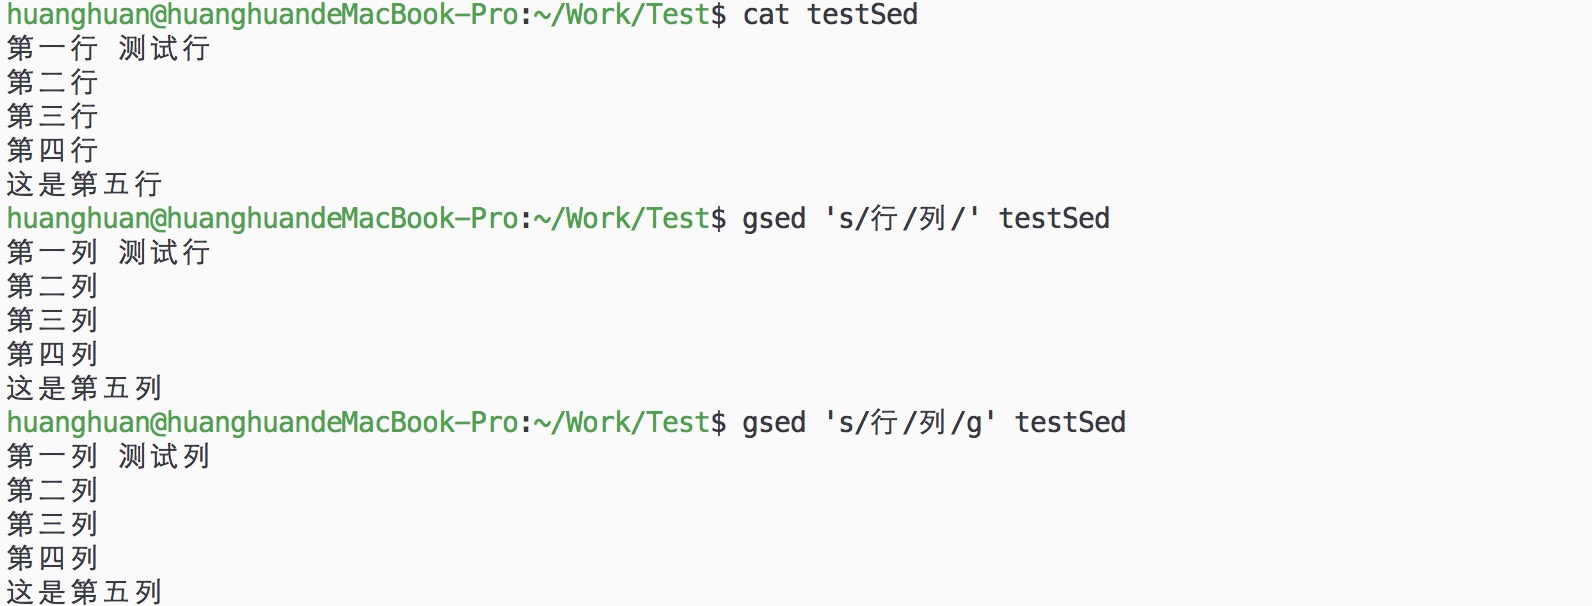 huanghuan@huanghuandeMacBook-Pro:~/Work/Test$ cat testSed
第一行 测试行
第二行
第三行
第四行
这是第五行
huanghuan@huanghuandeMacBook-Pro:~/Work/Test$ gsed 's/行/列/' testSed
第一列 测试行
第二列
第三列
第四列
这是第五列
huanghuan@huanghuandeMacBook-Pro:~/Work/Test$ gsed 's/行/列/g' testSed
第一列 测试列
第二列
第三列
第四列
这是第五列